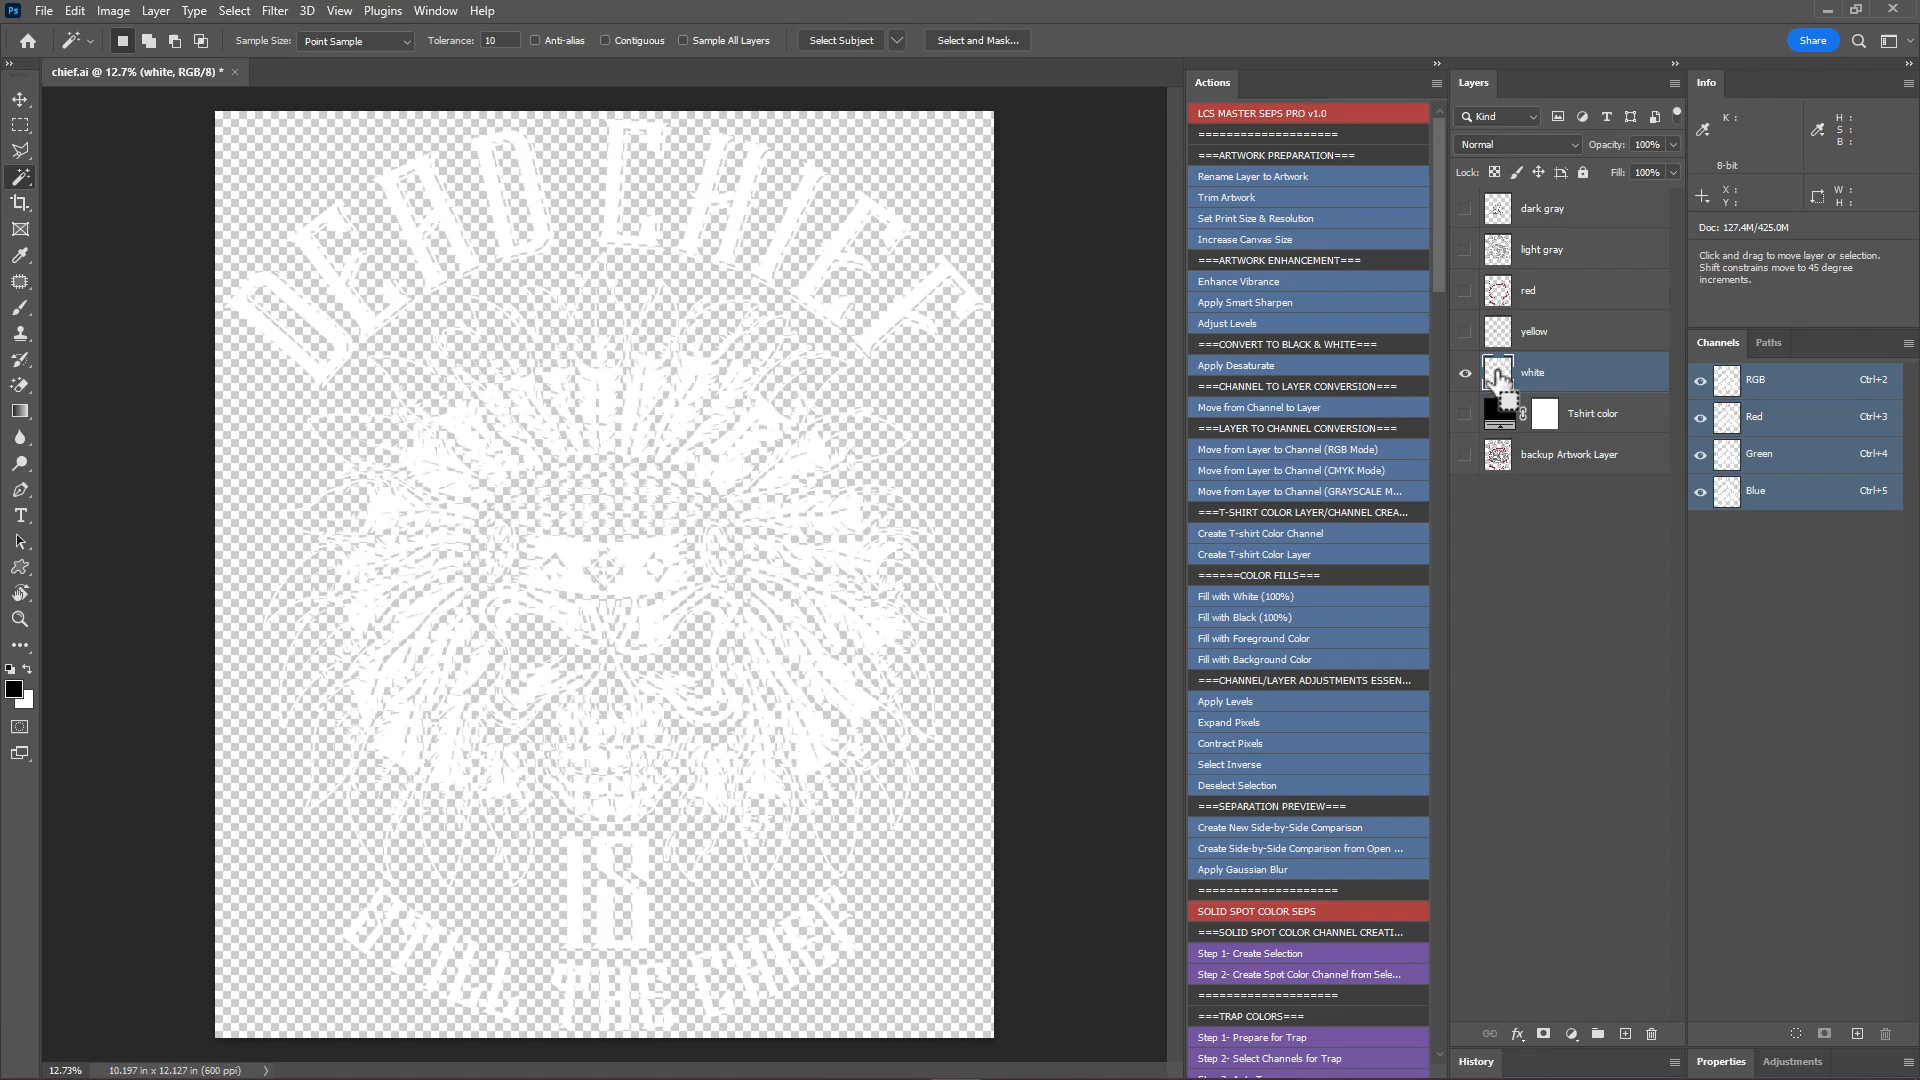 Ps File Edit Image Layer Type Select Filter 3D View Plugins Window Help
Sample Size: Point Sample Tolerance: 10 Anti-alias Contiguous Sample All Layers Select Subject Select and Mask... Share
chief.ai @ 12.7% (white, RGB/8) *
DEAD CHIEF
IS
STILL THE CHIEF
12.73% 10.197 in x 12.127 in (600 ppi)
Actions
LCS MASTER SEPS PRO v1.0
====================
===ARTWORK PREPARATION===
Rename Layer to Artwork
Trim Artwork
Set Print Size & Resolution
Increase Canvas Size
===ARTWORK ENHANCEMENT===
Enhance Vibrance
Apply Smart Sharpen
Adjust Levels
===CONVERT TO BLACK & WHITE===
Apply Desaturate
===CHANNEL TO LAYER CONVERSION===
Move from Channel to Layer
===LAYER TO CHANNEL CONVERSION===
Move from Layer to Channel (RGB Mode)
Move from Layer to Channel (CMYK Mode)
Move from Layer to Channel (GRAYSCALE M...
===T-SHIRT COLOR LAYER/CHANNEL CREA...
Create T-shirt Color Channel
Create T-shirt Color Layer
======COLOR FILLS===
Fill with White (100%)
Fill with Black (100%)
Fill with Foreground Color
Fill with Background Color
===CHANNEL/LAYER ADJUSTMENTS ESSEN...
Apply Levels
Expand Pixels
Contract Pixels
Select Inverse
Deselect Selection
===SEPARATION PREVIEW===
Create New Side-by-Side Comparison
Create Side-by-Side Comparison from Open ...
Apply Gaussian Blur
====================
SOLID SPOT COLOR SEPS
===SOLID SPOT COLOR CHANNEL CREATI...
Step 1- Create Selection
Step 2- Create Spot Color Channel from Sele...
====================
===TRAP COLORS===
Step 1- Prepare for Trap
Step 2- Select Channels for Trap
Layers
Kind
Normal Opacity: 100%
Lock: Fill: 100%
dark gray
light gray
red
yellow
white
Tshirt color
backup Artwork Layer
History
Info
K :
H :
S :
B :
8-bit
X :
Y :
W :
H :
Doc: 127.4M/425.0M
Click and drag to move layer or selection.
Shift constrains move to 45 degree
increments.
Channels Paths
RGB Ctrl+2
Red Ctrl+3
Green Ctrl+4
Blue Ctrl+5
Properties Adjustments